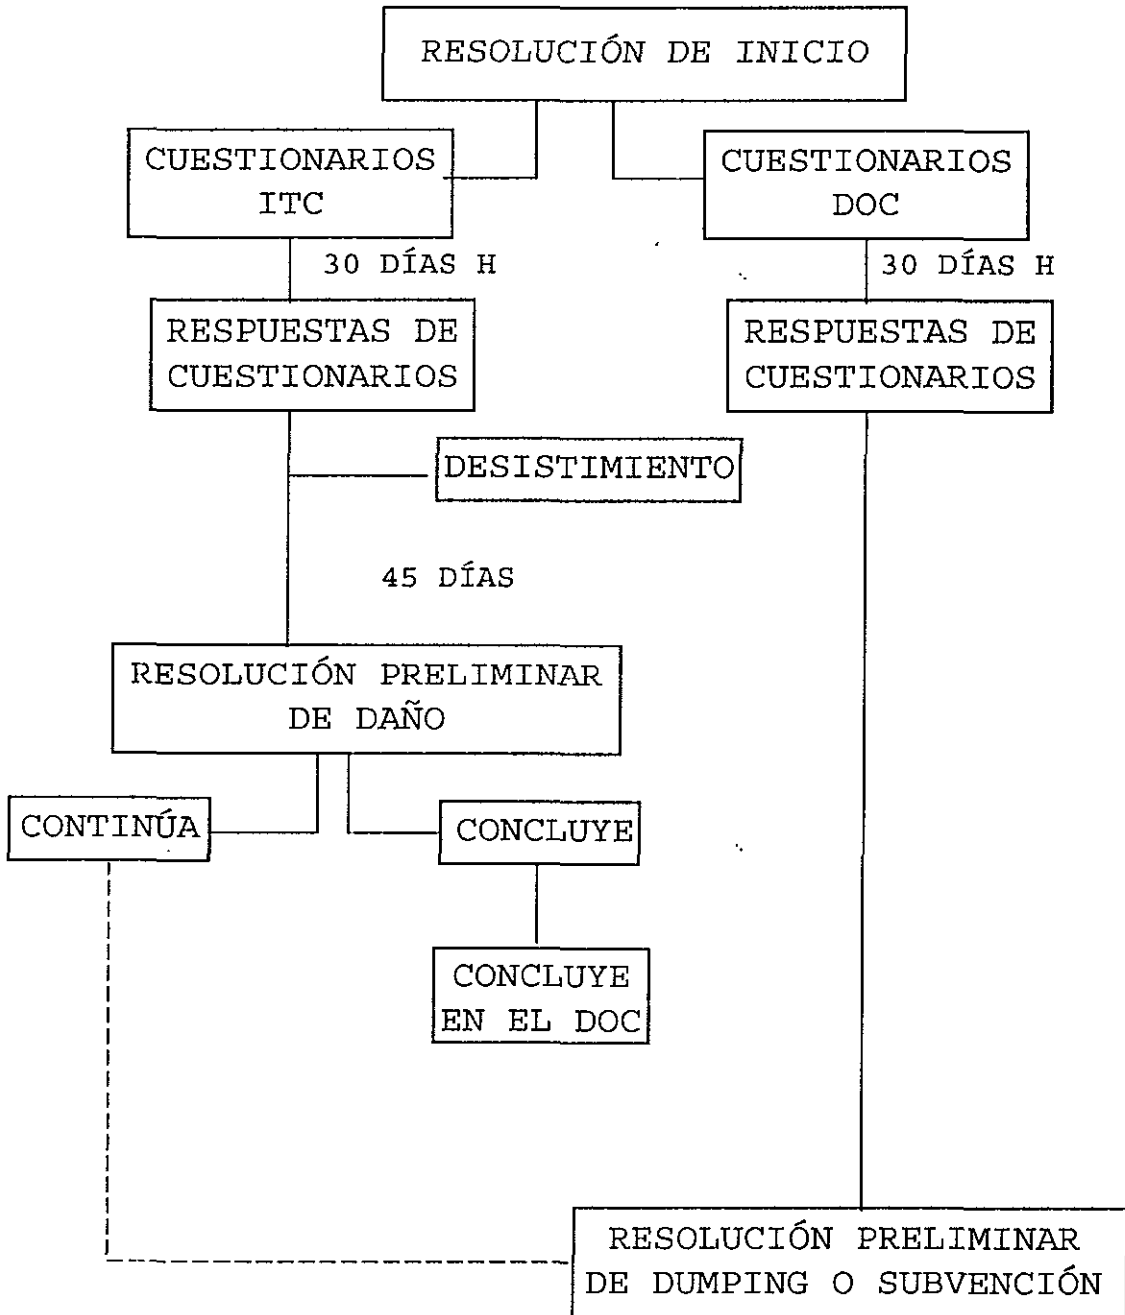 RESOLUCIÓN DE INICIO
CUESTIONARIOS
ITC
CUESTIONARIOS
DOC
30 DÍAS H
30 DÍAS H
RESPUESTAS DE
CUESTIONARIOS
RESPUESTAS DE
CUESTIONARIOS
DESISTIMIENTO
45 DÍAS
RESOLUCIÓN PRELIMINAR
DE DAÑO
CONTINÚA
CONCLUYE
CONCLUYE
EN EL DOC
RESOLUCIÓN PRELIMINAR
DE DUMPING O SUBVENCIÓN